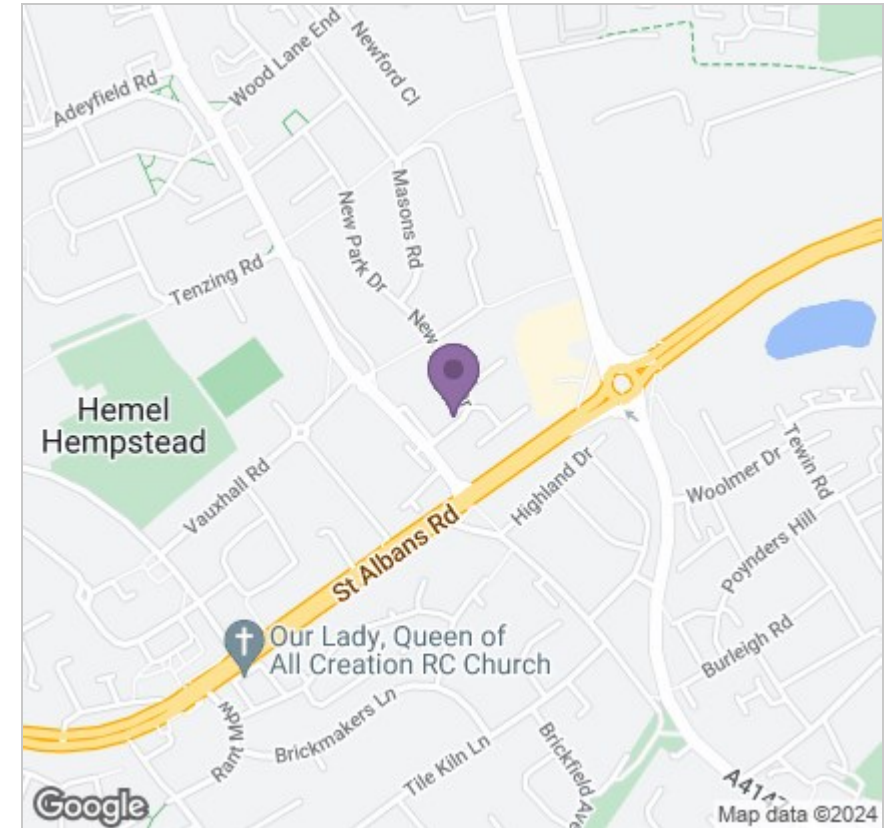 Wood Lane End
Newford Cl
Adeyfield Rd
Masons Rd
New Park Dr
Tenzing Rd
New
Dr
Hemel
Hempstead
Vauxhall Rd
Highland Dr
Woolmer Dr
Tewin Rd
Poynders Hill
St Albans Rd
Our Lady, Queen of
All Creation RC Church
Burleigh Rd
Rant Mdw
Brickmakers Ln
Tile Kiln Ln
Brickfield Ave
A4147
Google
Map data ©2024